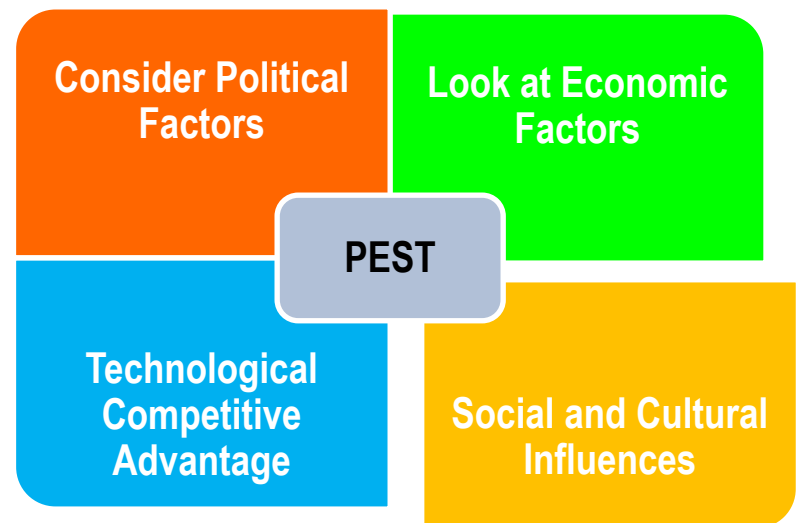 Consider Political
Factors
Look at Economic
Factors
PEST
Technological
Competitive
Advantage
Social and Cultural
Influences